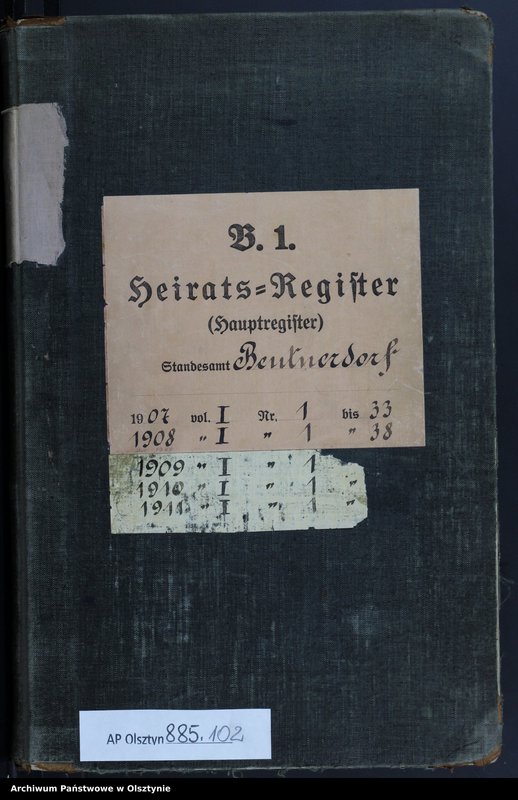 B. 1.
Heirats=Regiſter
(Hauptregiſter)
Standesamt Beutnerdorf
1907 vol. I Nr. 1 bis 33
1908 " I " 1 " 38
1909 " I " 1
1910 " I " 1 "
1911 " I " 1 "
AP Olsztyn 885.102
Archiwum Państwowe w Olsztynie